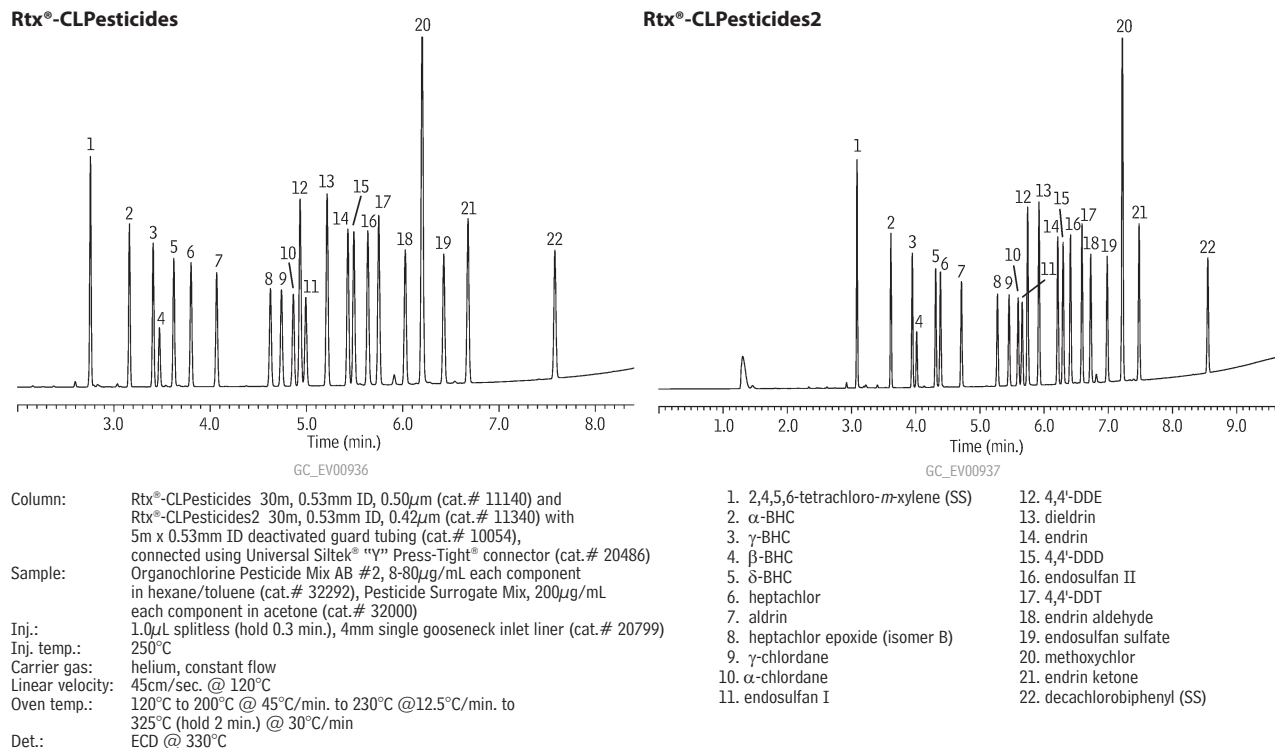 Rtx®-CLPesticides
1
2
3
4
5
6
7
8
9
10
11
12
13
14
15
16
17
18
19
20
21
22
3.0 4.0 5.0 6.0 7.0 8.0
Time (min.)
GC_EV00936
Rtx®-CLPesticides2
1
2
3
4
5
6
7
8
9
10
11
12
13
14
15
16
17
18
19
20
21
22
1.0 2.0 3.0 4.0 5.0 6.0 7.0 8.0 9.0
Time (min.)
GC_EV00937
Column: Rtx®-CLPesticides 30m, 0.53mm ID, 0.50µm (cat.# 11140) and
Rtx®-CLPesticides2 30m, 0.53mm ID, 0.42µm (cat.# 11340) with
5m x 0.53mm ID deactivated guard tubing (cat.# 10054),
connected using Universal Siltek® “Y” Press-Tight® connector (cat.# 20486)
Sample: Organochlorine Pesticide Mix AB #2, 8-80µg/mL each component
in hexane/toluene (cat.# 32292), Pesticide Surrogate Mix, 200µg/mL
each component in acetone (cat.# 32000)
Inj.: 1.0µL splitless (hold 0.3 min.), 4mm single gooseneck inlet liner (cat.# 20799)
Inj. temp.: 250°C
Carrier gas: helium, constant flow
Linear velocity: 45cm/sec. @ 120°C
Oven temp.: 120°C to 200°C @ 45°C/min. to 230°C @12.5°C/min. to
325°C (hold 2 min.) @ 30°C/min
Det.: ECD @ 330°C
1. 2,4,5,6-tetrachloro-m-xylene (SS)
2. α-BHC
3. γ-BHC
4. β-BHC
5. δ-BHC
6. heptachlor
7. aldrin
8. heptachlor epoxide (isomer B)
9. γ-chlordane
10. α-chlordane
11. endosulfan I
12. 4,4'-DDE
13. dieldrin
14. endrin
15. 4,4'-DDD
16. endosulfan II
17. 4,4'-DDT
18. endrin aldehyde
19. endosulfan sulfate
20. methoxychlor
21. endrin ketone
22. decachlorobiphenyl (SS)